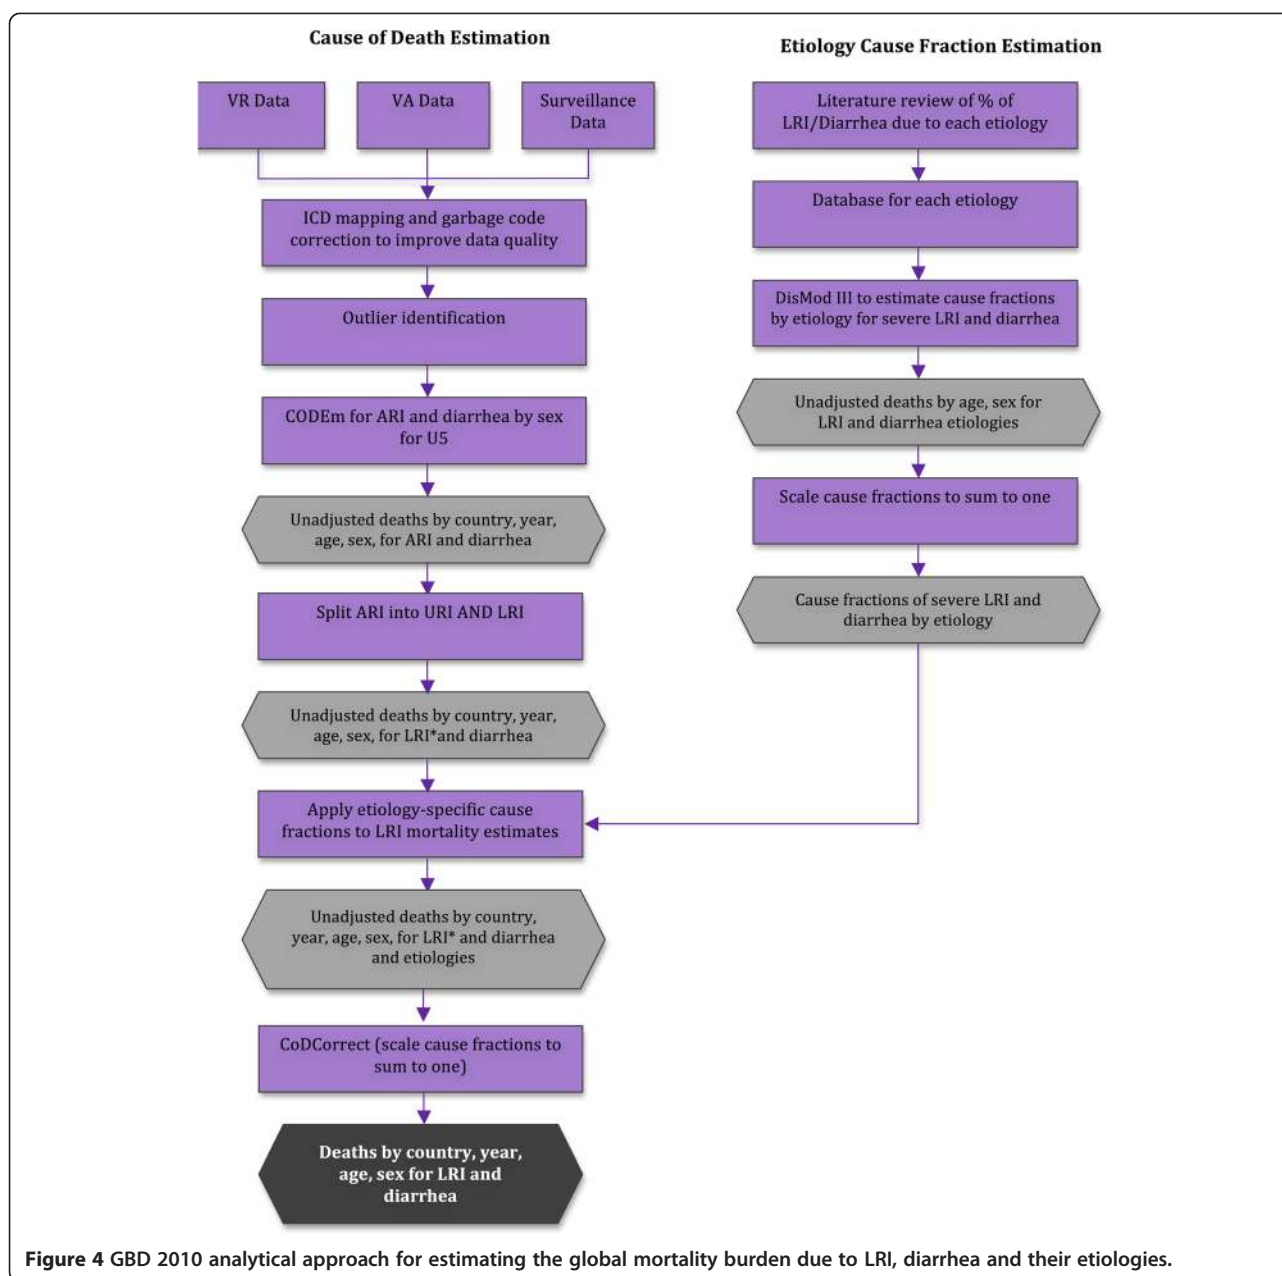 Cause of Death Estimation
VR Data
VA Data
Surveillance
Data
ICD mapping and garbage code
correction to improve data quality
Outlier identification
CODEm for ARI and diarrhea by sex
for U5
Unadjusted deaths by country, year,
age, sex, for ARI and diarrhea
Split ARI into URI AND LRI
Unadjusted deaths by country, year,
age, sex, for LRI*and diarrhea
Apply etiology-specific cause
fractions to LRI mortality estimates
Unadjusted deaths by country,
year, age, sex, for LRI* and diarrhea
and etiologies
CoDCorrect (scale cause fractions to
sum to one)
Deaths by country, year,
age, sex for LRI and
diarrhea
Etiology Cause Fraction Estimation
Literature review of % of
LRI/Diarrhea due to each etiology
Database for each etiology
DisMod III to estimate cause fractions
by etiology for severe LRI and diarrhea
Unadjusted deaths by age, sex for
LRI and diarrhea etiologies
Scale cause fractions to sum to one
Cause fractions of severe LRI and
diarrhea by etiology
Figure 4 GBD 2010 analytical approach for estimating the global mortality burden due to LRI, diarrhea and their etiologies.